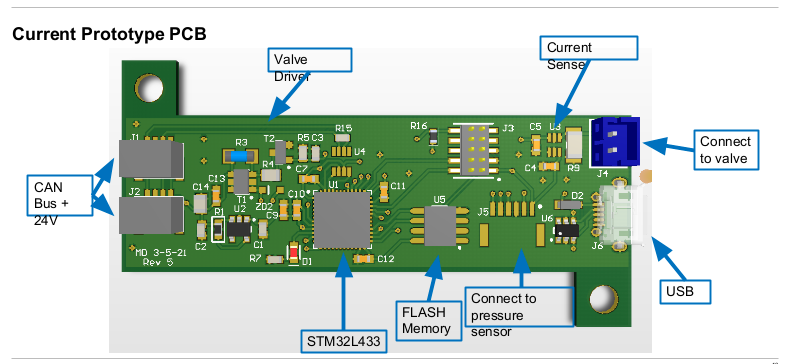 Current Prototype PCB
Valve
Driver
Current
Sense
CAN
Bus +
24V
Connect
to valve
USB
STM32L433
FLASH
Memory
Connect to
pressure
sensor
J1
R3
T2
R5 C3
R15
U4
R16
J3
C5
U3
C4
R9
J4
C13
R4
C7
U1
C11
J2
C14
T1
ZD2
C10
C9
R1
U2
C2
C1
U5
J5
D2
U6
J6
MD 3-5-21
Rev 5
R7
D1
C12